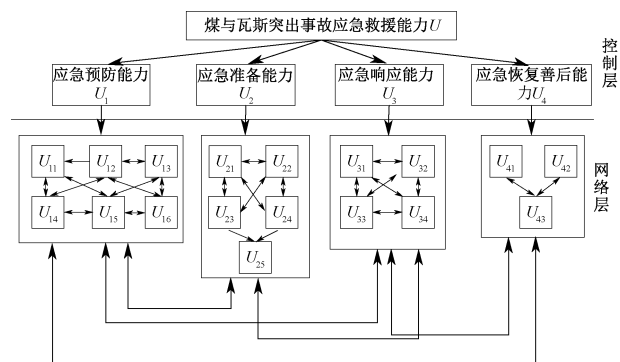 煤与瓦斯突出事故应急救援能力U
控制层
应急预防能力
U1
应急准备能力
U2
应急响应能力
U3
应急恢复善后能
力U4
网络层
U11 U12 U13
U14 U15 U16
U21 U22
U23 U24
U25
U31 U32
U33 U34
U41 U42
U43